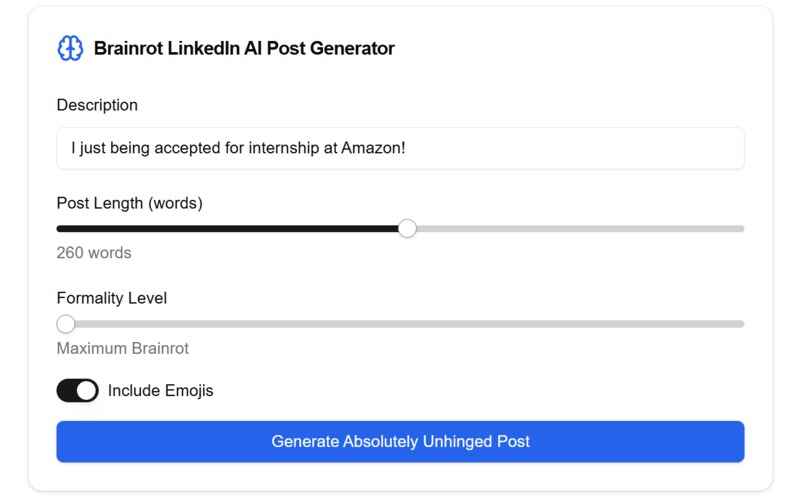 Brainrot LinkedIn AI Post Generator
Description
I just being accepted for internship at Amazon!
Post Length (words)
260 words
Formality Level
Maximum Brainrot
Include Emojis
Generate Absolutely Unhinged Post